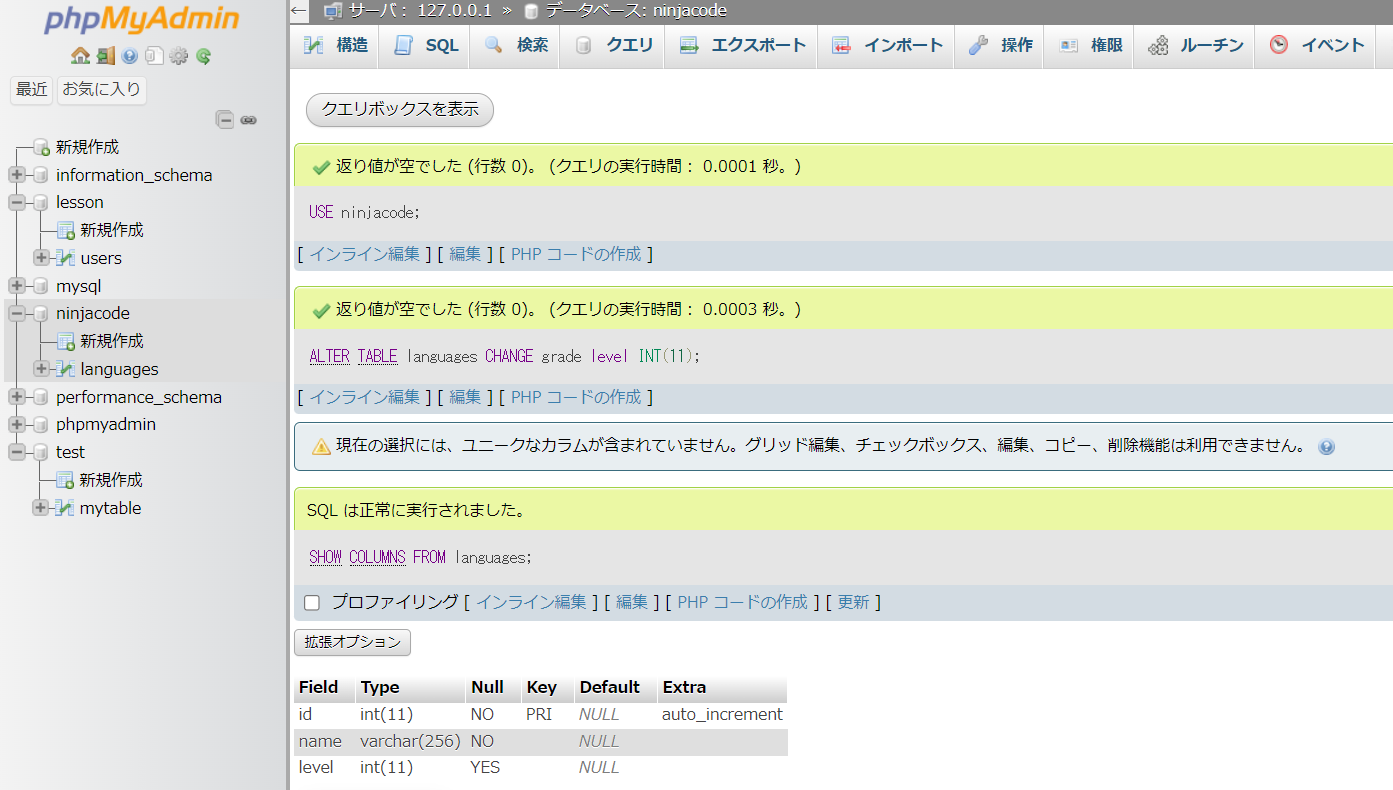 phpMyAdmin
最近 お気に入り
新規作成
information_schema
lesson
新規作成
users
mysql
ninjacode
新規作成
languages
performance_schema
phpmyadmin
test
新規作成
mytable
サーバ: 127.0.0.1 » データベース: ninjacode
構造 SQL 検索 クエリ エクスポート インポート 操作 権限 ルーチン イベント
クエリボックスを表示
返り値が空でした (行数 0)。 (クエリの実行時間: 0.0001 秒。)
USE ninjacode;
[ インライン編集 ] [ 編集 ] [ PHP コードの作成 ]
返り値が空でした (行数 0)。 (クエリの実行時間: 0.0003 秒。)
ALTER TABLE languages CHANGE grade level INT(11);
[ インライン編集 ] [ 編集 ] [ PHP コードの作成 ]
現在の選択には、ユニークなカラムが含まれていません。グリッド編集、チェックボックス、編集、コピー、削除機能は利用できません。
SQL は正常に実行されました。
SHOW COLUMNS FROM languages;
プロファイリング [ インライン編集 ] [ 編集 ] [ PHP コードの作成 ] [ 更新 ]
拡張オプション
Field Type Null Key Default Extra
id int(11) NO PRI NULL auto_increment
name varchar(256) NO NULL
level int(11) YES NULL